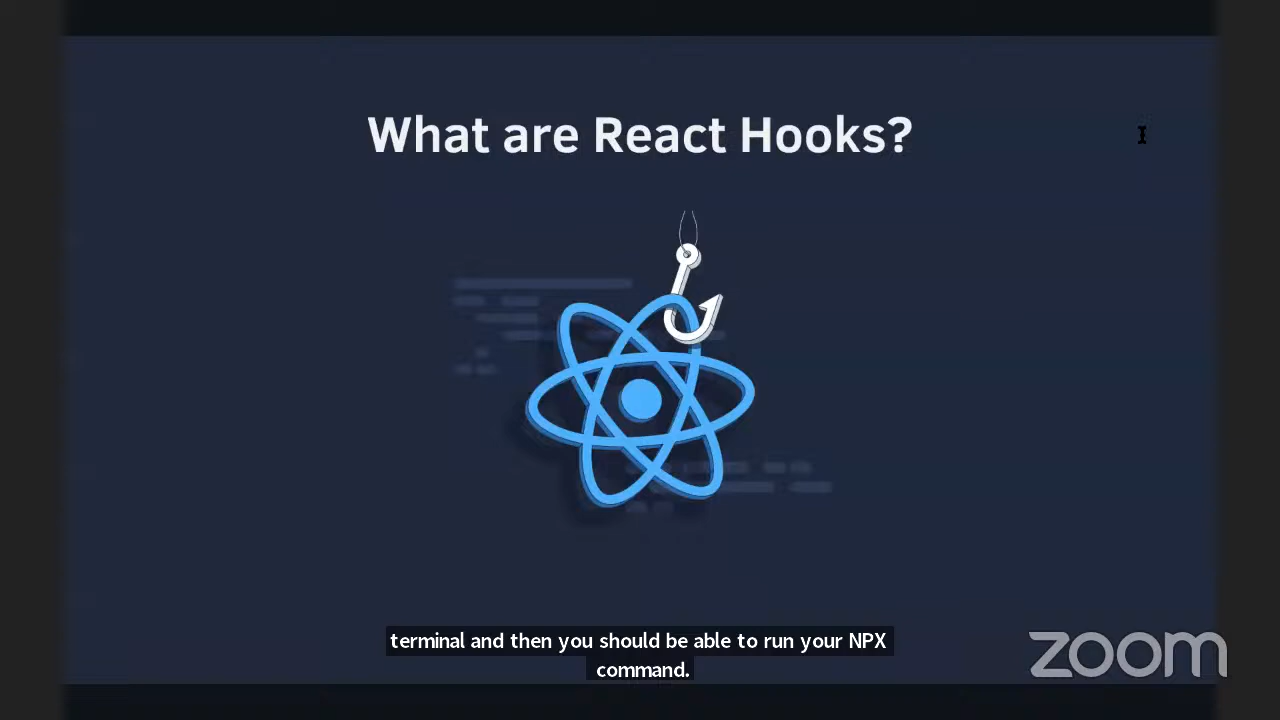 What are React Hooks?
terminal and then you should be able to run your NPX
command.
zoom